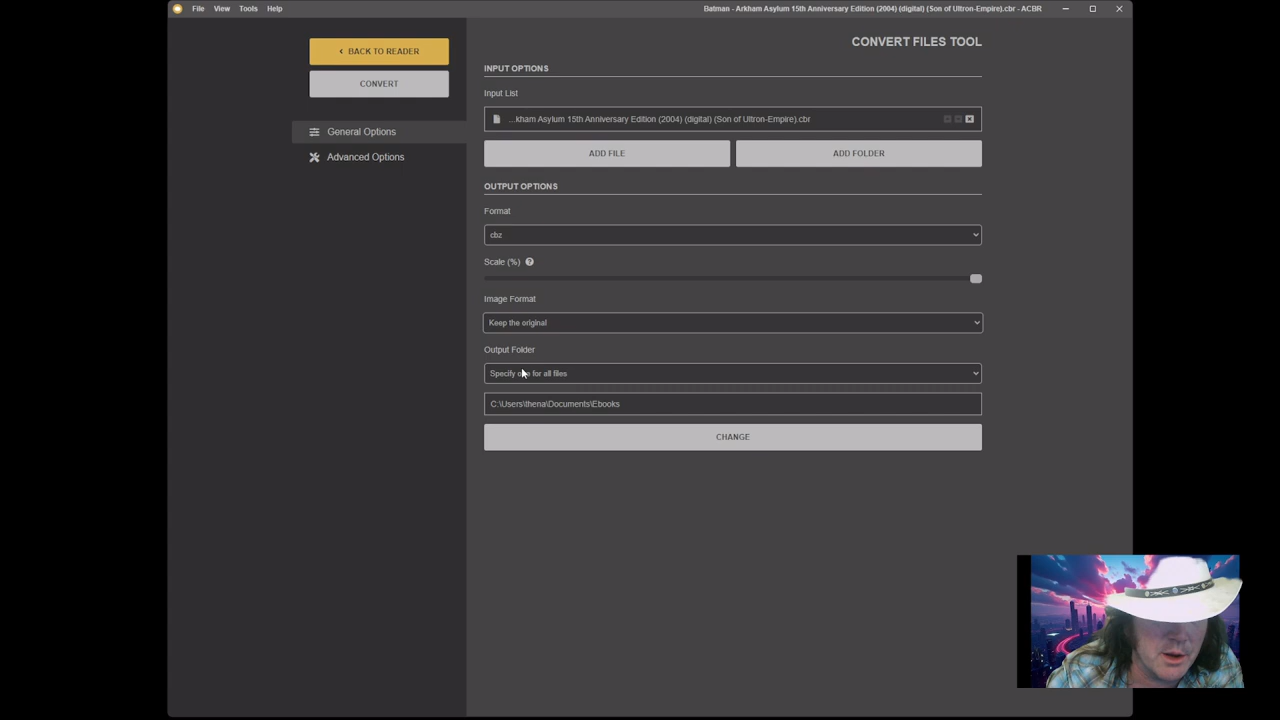 File View Tools Help
Batman - Arkham Asylum 15th Anniversary Edition (2004) (digital) (Son of Ultron-Empire).cbr - ACBR
BACK TO READER
CONVERT
General Options
Advanced Options
CONVERT FILES TOOL
INPUT OPTIONS
Input List
...kham Asylum 15th Anniversary Edition (2004) (digital) (Son of Ultron-Empire).cbr
ADD FILE
ADD FOLDER
OUTPUT OPTIONS
Format
cbz
Scale (%)
Image Format
Keep the original
Output Folder
Specify one for all files
C:\Users\thena\Documents\Ebooks
CHANGE